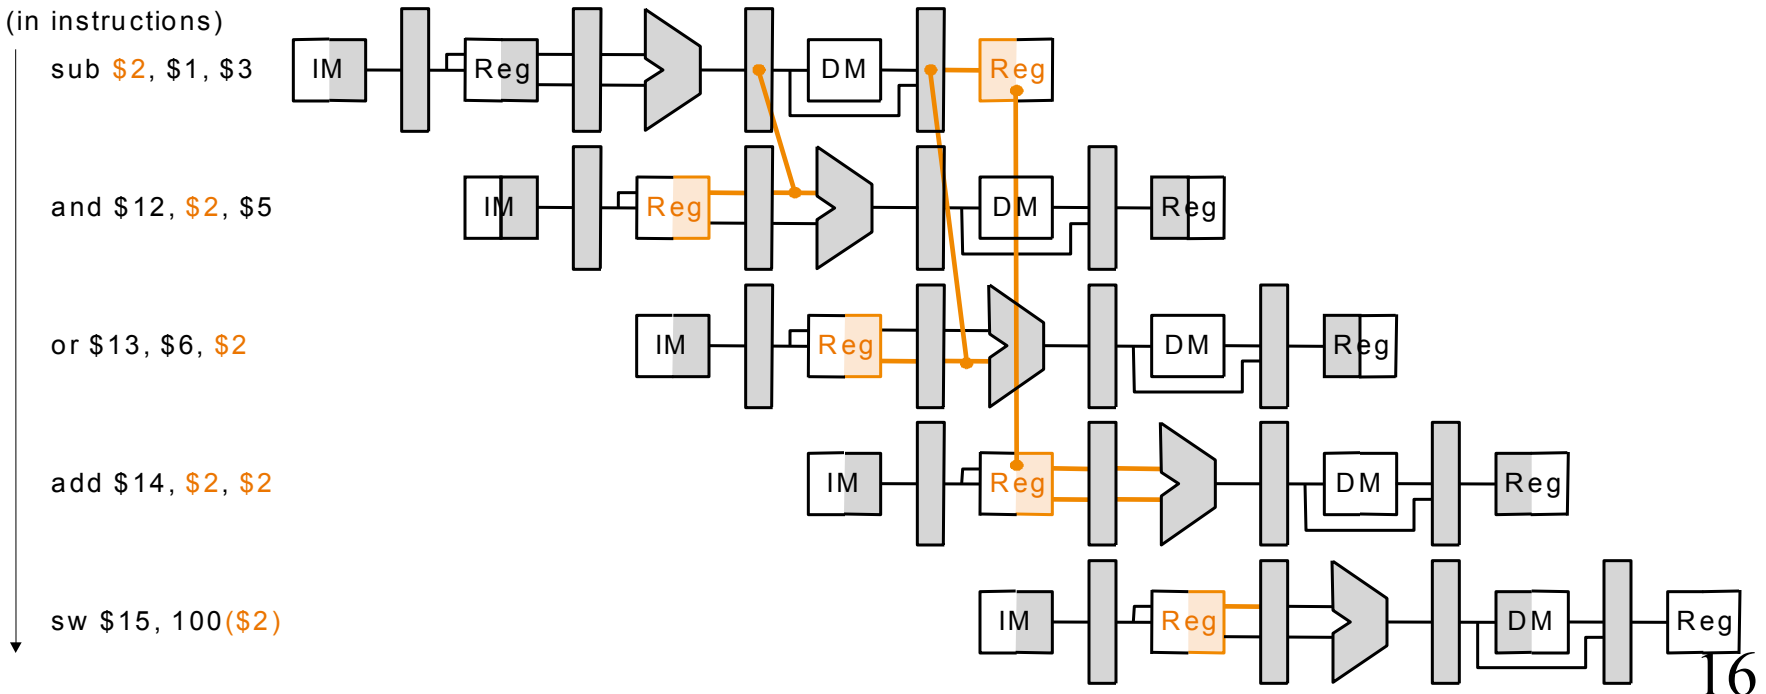 (in instructions)
sub $2, $1, $3
IM Reg DM Reg
and $12, $2, $5
IM Reg DM Reg
or $13, $6, $2
IM Reg DM Reg
add $14, $2, $2
IM Reg DM Reg
sw $15, 100($2)
IM Reg DM Reg
16